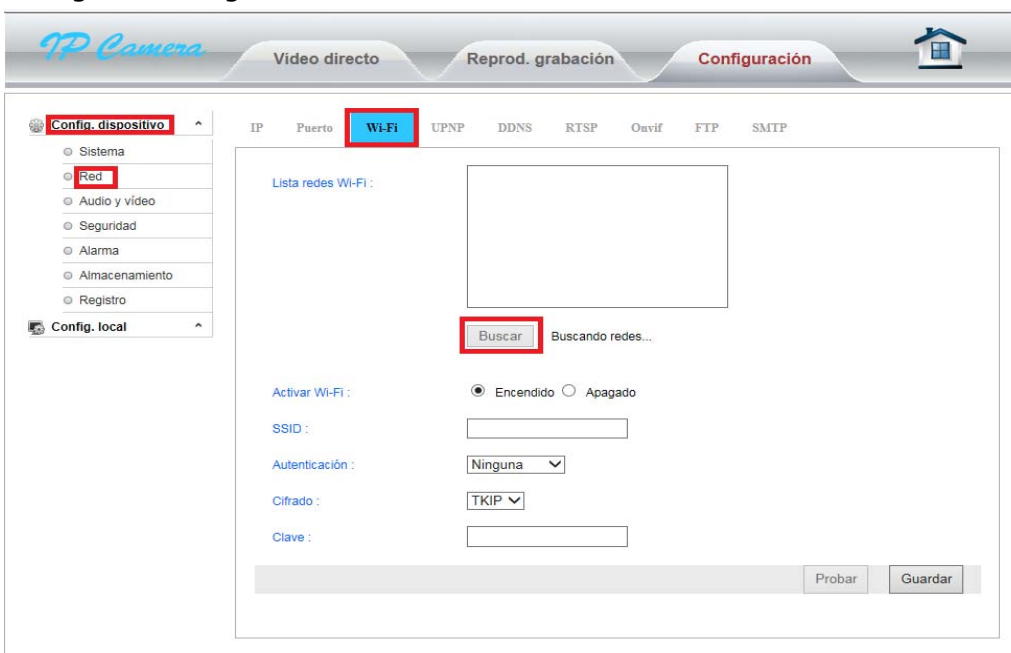 IP Camera
Vídeo directo Reprod. grabación Configuración
Config. dispositivo
Sistema
Red
Audio y vídeo
Seguridad
Alarma
Almacenamiento
Registro
Config. local
IP Puerto Wi-Fi UPNP DDNS RTSP Onvif FTP SMTP
Lista redes Wi-Fi :
Buscar Buscando redes...
Activar Wi-Fi : Encendido Apagado
SSID :
Autenticación : Ninguna
Cifrado : TKIP
Clave :
Probar Guardar